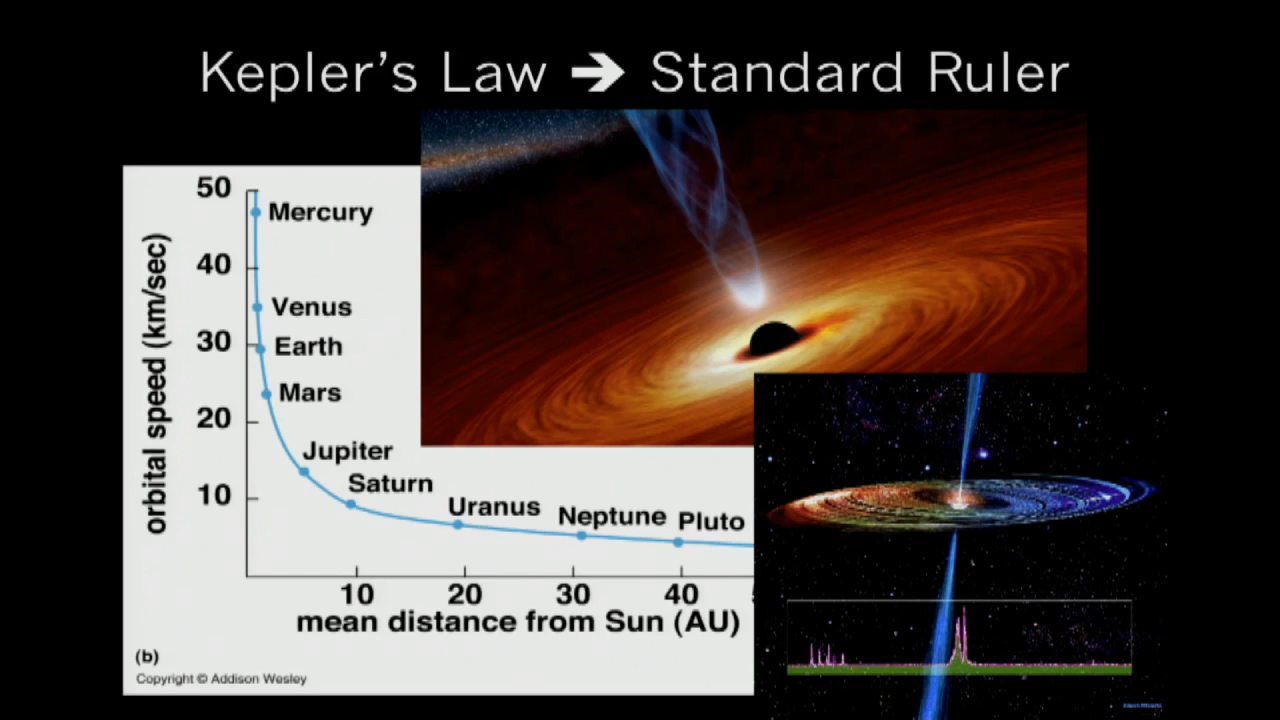 Kepler's Law ➔ Standard Ruler
50
Mercury
40
Venus
30
Earth
Mars
20
Jupiter
Saturn
10
Uranus
Neptune
Pluto
orbital speed (km/sec)
10
20
30
40
mean distance from Sun (AU)
(b)
Copyright © Addison Wesley